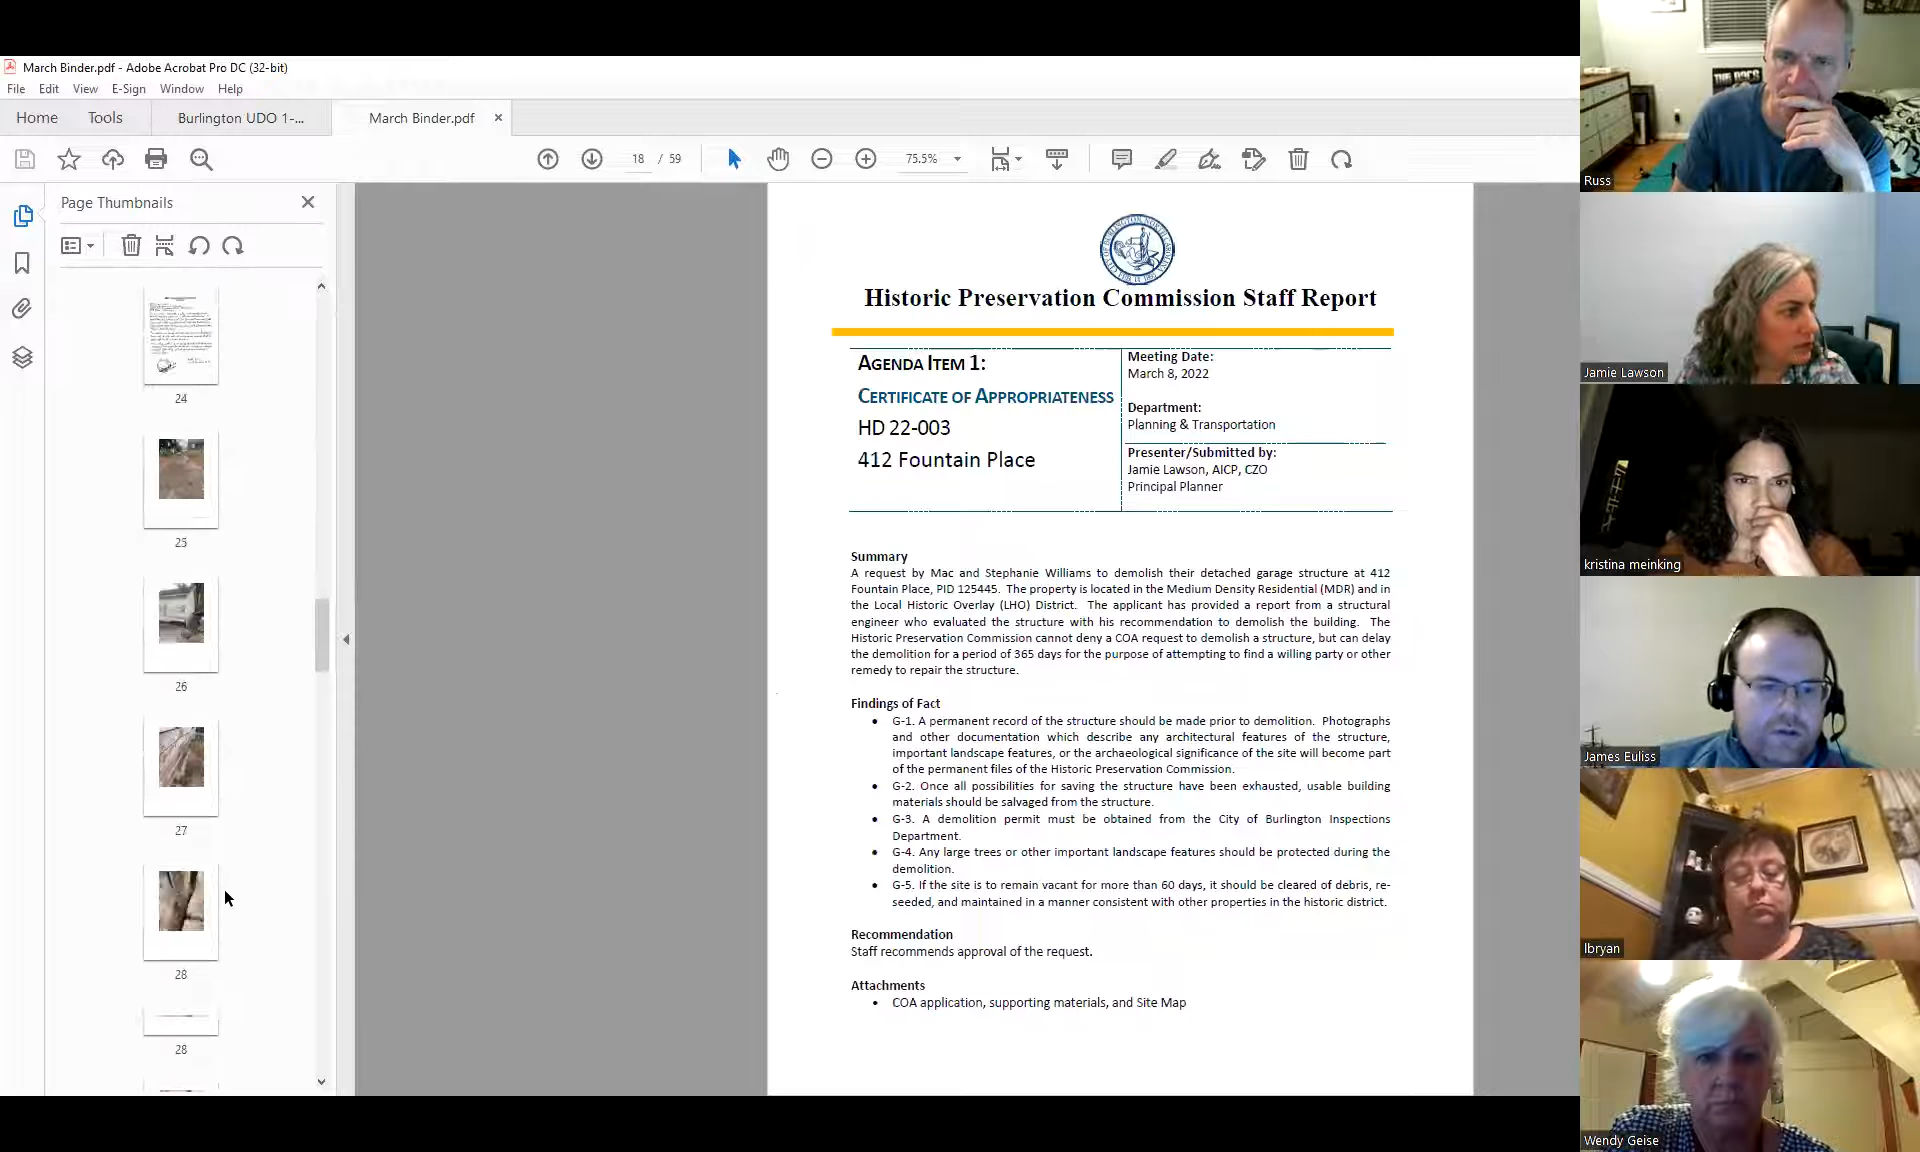 March Binder.pdf - Adobe Acrobat Pro DC (32-bit)
File Edit View E-Sign Window Help
Home Tools Burlington UDO 1-... March Binder.pdf
18 / 59 75.5%
Page Thumbnails
24
25
26
27
28
28
Historic Preservation Commission Staff Report
AGENDA ITEM 1:
CERTIFICATE OF APPROPRIATENESS
HD 22-003
412 Fountain Place
Meeting Date:
March 8, 2022
Department:
Planning & Transportation
Presenter/Submitted by:
Jamie Lawson, AICP, CZO
Principal Planner
Summary
A request by Mac and Stephanie Williams to demolish their detached garage structure at 412
Fountain Place, PID 125445. The property is located in the Medium Density Residential (MDR) and in
the Local Historic Overlay (LHO) District. The applicant has provided a report from a structural
engineer who evaluated the structure with his recommendation to demolish the building. The
Historic Preservation Commission cannot deny a COA request to demolish a structure, but can delay
the demolition for a period of 365 days for the purpose of attempting to find a willing party or other
remedy to repair the structure.
Findings of Fact
• G-1. A permanent record of the structure should be made prior to demolition. Photographs
and other documentation which describe any architectural features of the structure,
important landscape features, or the archaeological significance of the site will become part
of the permanent files of the Historic Preservation Commission.
• G-2. Once all possibilities for saving the structure have been exhausted, usable building
materials should be salvaged from the structure.
• G-3. A demolition permit must be obtained from the City of Burlington Inspections
Department.
• G-4. Any large trees or other important landscape features should be protected during the
demolition.
• G-5. If the site is to remain vacant for more than 60 days, it should be cleared of debris, re-
seeded, and maintained in a manner consistent with other properties in the historic district.
Recommendation
Staff recommends approval of the request.
Attachments
• COA application, supporting materials, and Site Map
Russ
Jamie Lawson
kristina meinking
James Euliss
lbryan
Wendy Geise